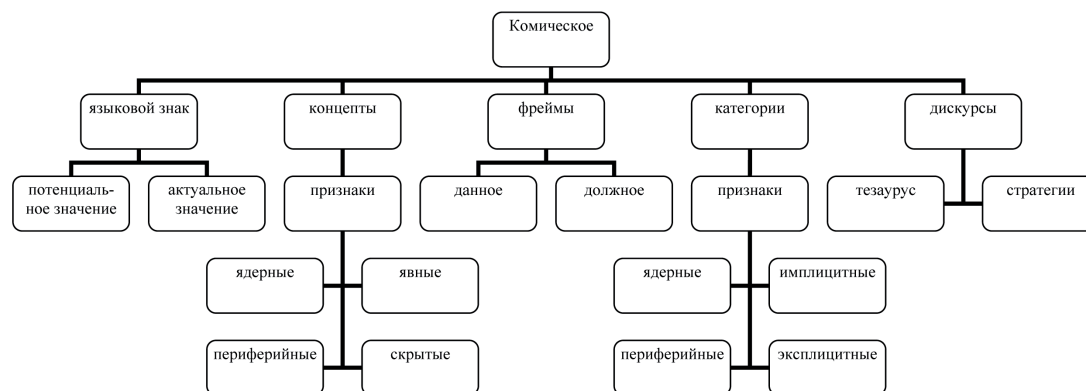 Комическое
языковой знак
концепты
фреймы
категории
дискурсы
потенциаль-
ное значение
актуальное
значение
признаки
данное
должное
признаки
тезаурус
стратегии
ядерные
явные
ядерные
имплицитные
периферийные
скрытые
периферийные
эксплицитные